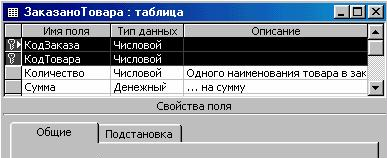 ЗаказаноТовара : таблица
Имя поля Тип данных Описание
КодЗаказа Числовой
КодТовара Числовой
Количество Числовой Одного наименования товара в зак
Сумма Денежный ... на сумму
Свойства поля
Общие Подстановка